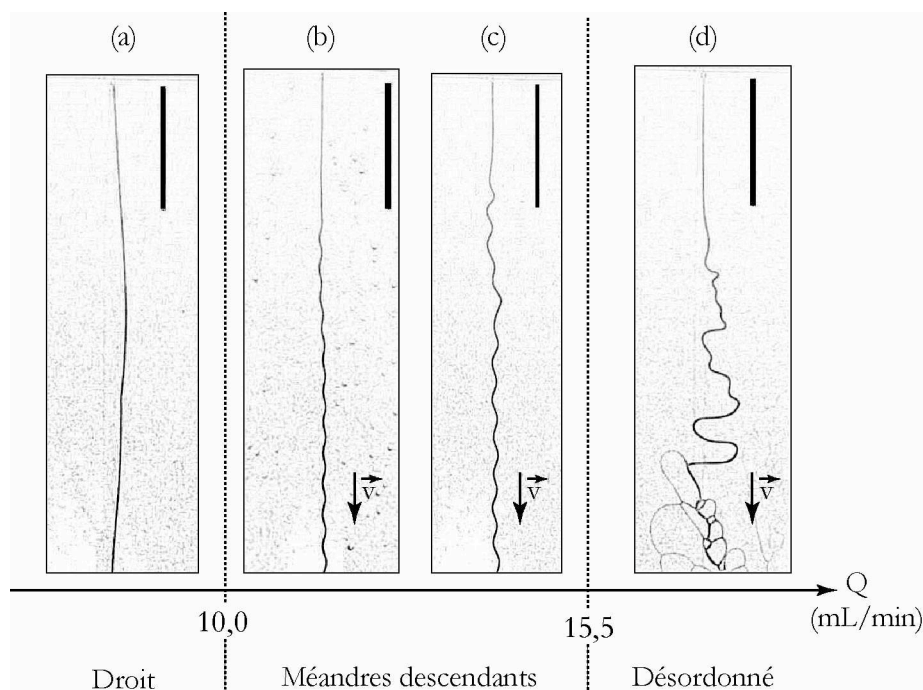 (a) (b) (c) (d)
v v v
Q
(mL/min)
10,0 15,5
Droit Méandres descendants Désordonné